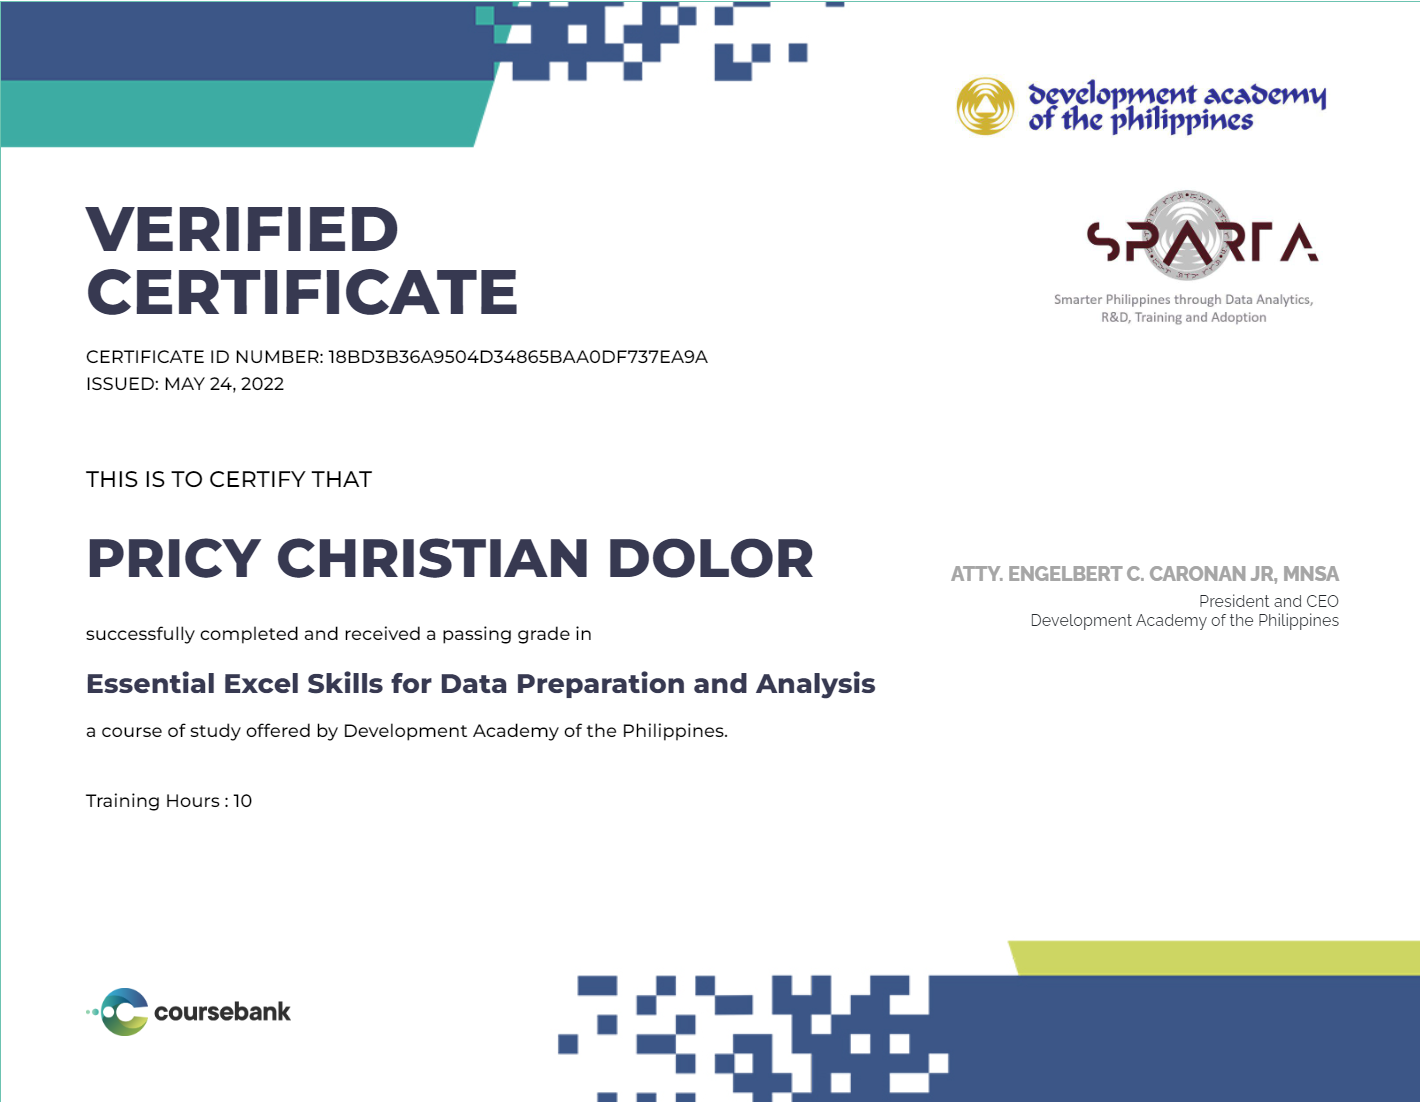 development academy
of the philippines
SPARTA
Smarter Philippines through Data Analytics,
R&D, Training and Adoption
VERIFIED
CERTIFICATE
CERTIFICATE ID NUMBER: 18BD3B36A9504D34865BAA0DF737EA9A
ISSUED: MAY 24, 2022
THIS IS TO CERTIFY THAT
PRICY CHRISTIAN DOLOR
successfully completed and received a passing grade in
Essential Excel Skills for Data Preparation and Analysis
a course of study offered by Development Academy of the Philippines.
Training Hours : 10
ATTY. ENGELBERT C. CARONAN JR, MNSA
President and CEO
Development Academy of the Philippines
coursebank